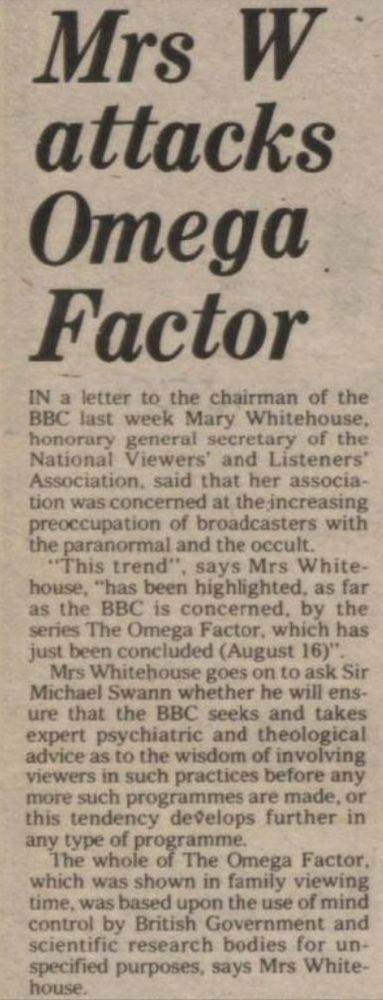 Mrs W
attacks
Omega
Factor
IN a letter to the chairman of the
BBC last week Mary Whitehouse,
honorary general secretary of the
National Viewers' and Listeners'
Association, said that her associa-
tion was concerned at the increasing
preoccupation of broadcasters with
the paranormal and the occult.
"This trend", says Mrs White-
house, "has been highlighted, as far
as the BBC is concerned, by the
series The Omega Factor, which has
just been concluded (August 16)".
Mrs Whitehouse goes on to ask Sir
Michael Swann whether he will ens-
ure that the BBC seeks and takes
expert psychiatric and theological
advice as to the wisdom of involving
viewers in such practices before any
more such programmes are made, or
this tendency develops further in
any type of programme.
The whole of The Omega Factor,
which was shown in family viewing
time, was based upon the use of mind
control by British Government and
scientific research bodies for un-
specified purposes, says Mrs White-
house.